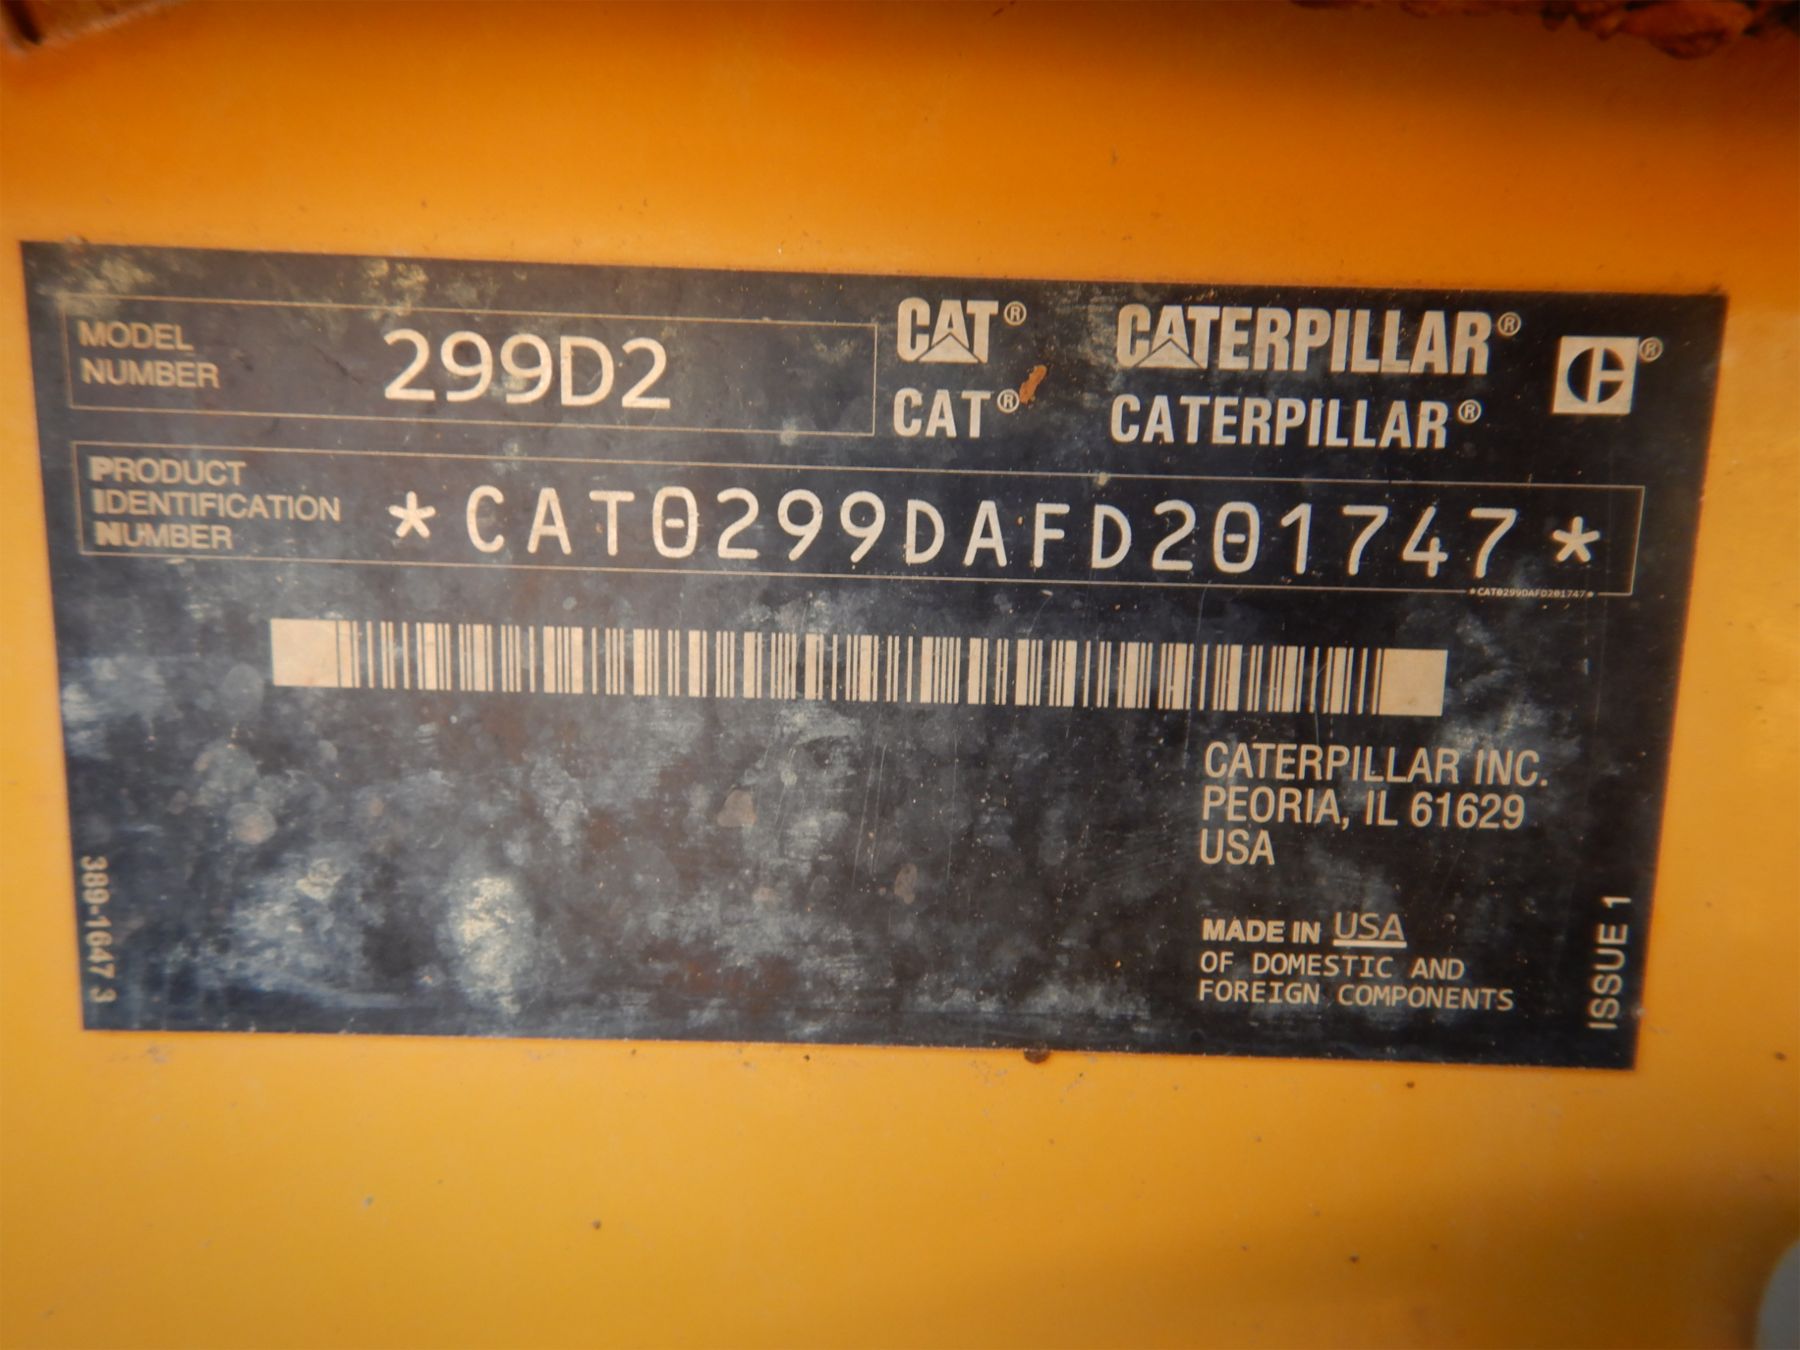 MODEL
NUMBER
299D2
CAT® CATERPILLAR® ®
CAT® CATERPILLAR®
PRODUCT
IDENTIFICATION
NUMBER
*CAT0299DAFD201747*
*CAT0299DAFD201747*
CATERPILLAR INC.
PEORIA, IL 61629
USA
MADE IN USA
OF DOMESTIC AND
FOREIGN COMPONENTS
389-1647 3
ISSUE 1